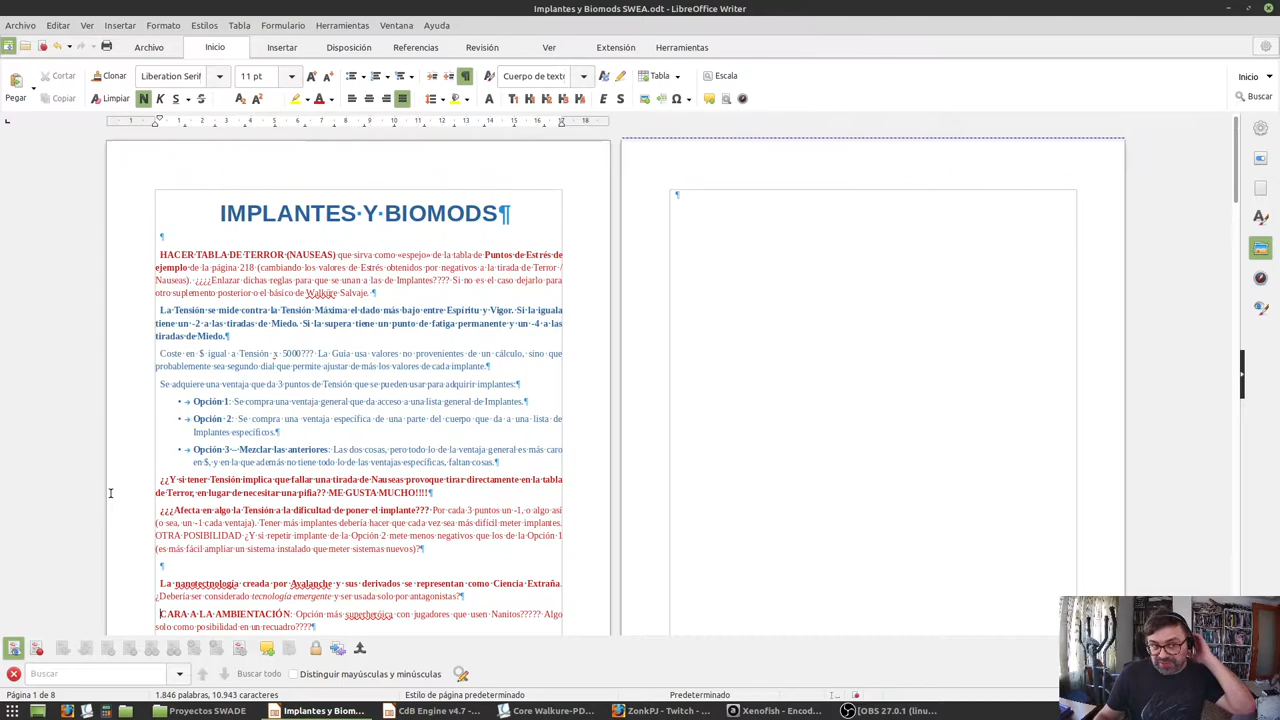 Implantes y Biomods SWEA.odt - LibreOffice Writer
Archivo Editar Ver Insertar Formato Estilos Tabla Formulario Herramientas Ventana Ayuda
Archivo Inicio Insertar Disposición Referencias Revisión Ver Extensión Herramientas
Cortar Clonar Liberation Serif 11 pt Cuerpo de texto Tabla Escala Inicio
Pegar Copiar Limpiar Buscar
IMPLANTES·Y·BIOMODS¶
¶
HACER·TABLA·DE·TERROR·(NAUSEAS) que sirva como «espejo» de la tabla de Puntos de Estrés de
ejemplo de la página 218 (cambiando los valores de Estrés obtenidos por negativos a la tirada de Terror /
Nauseas). ¿¿¿¿Enlazar dichas reglas para que se unan a las de Implantes???? Si no es el caso dejarlo para
otro suplemento posterior o el básico de Walküre Salvaje. ¶
La Tensión se mide contra la Tensión Máxima el dado más bajo entre Espíritu y Vigor. Si la iguala
tiene un -2 a las tiradas de Miedo. Si la supera tiene un punto de fatiga permanente y un -4 a las
tiradas de Miedo.¶
Coste en $ igual a Tensión x 5000??? La Guía usa valores no provenientes de un cálculo, sino que
probablemente sea segundo dial que permite ajustar de más los valores de cada implante.¶
Se adquiere una ventaja que da 3 puntos de Tensión que se pueden usar para adquirir implantes:¶
• Opción 1: Se compra una ventaja general que da acceso a una lista general de Implantes.¶
• Opción 2: Se compra una ventaja específica de una parte del cuerpo que da a una lista de
Implantes específicos.¶
• Opción 3 – Mezclar las anteriores: Las dos cosas, pero todo lo de la ventaja general es más caro
en $, y en la que además no tiene todo lo de las ventajas específicas, faltan cosas.¶
¿¿Y si tener Tensión implica que fallar una tirada de Nauseas provoque tirar directamente en la tabla
de Terror, en lugar de necesitar una pifia?? ME GUSTA MUCHO!!!!¶
¿¿¿Afecta en algo la Tensión a la dificultad de poner el implante??? Por cada 3 puntos un -1, o algo así
(o sea, un -1 cada ventaja). Tener más implantes debería hacer que cada vez sea más difícil meter implantes.
OTRA POSIBILIDAD ¿Y si repetir implante de la Opción 2 mete menos negativos que los de la Opción 1
(es más fácil ampliar un sistema instalado que meter sistemas nuevos)?¶
¶
La nanotectnología creada por Avalanche y sus derivados se representan como Ciencia Extraña.
¿Debería ser considerado tecnología emergente y ser usada solo por antagonistas?¶
CARA A LA AMBIENTACIÓN: Opción más superheróica con jugadores que usen Nanitos????? Algo
solo como posibilidad en un recuadro????¶
¶
Buscar Buscar todo Distinguir mayúsculas y minúsculas
Página 1 de 8 1.846 palabras, 10.943 caracteres Estilo de página predeterminado Predeterminado
Proyectos SWADE Implantes y Biom... CdB Engine v4.7 -... Core Walkure-PD... ZonkPJ - Twitch -... Xenofish - Encod... [OBS 27.0.1 (linu...